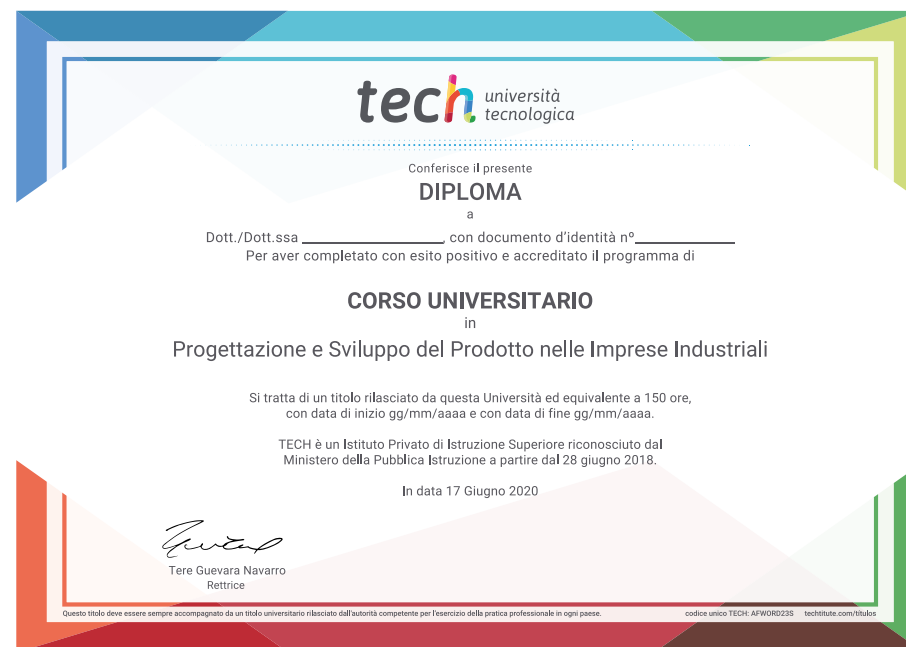 tech università
tecnologica
Conferisce il presente
DIPLOMA
a
Dott./Dott.ssa ________________, con documento d'identità nº____________
Per aver completato con esito positivo e accreditato il programma di
CORSO UNIVERSITARIO
in
Progettazione e Sviluppo del Prodotto nelle Imprese Industriali
Si tratta di un titolo rilasciato da questa Università ed equivalente a 150 ore,
con data di inizio gg/mm/aaaa e con data di fine gg/mm/aaaa.
TECH è un Istituto Privato di Istruzione Superiore riconosciuto dal
Ministero della Pubblica Istruzione a partire dal 28 giugno 2018.
In data 17 Giugno 2020
Tere Guevara Navarro
Rettrice
Questo titolo deve essere sempre accompagnato da un titolo universitario rilasciato dall'autorità competente per l'esercizio della pratica professionale in ogni paese. codice unico TECH: AFWORD23S techtitute.com/títulos